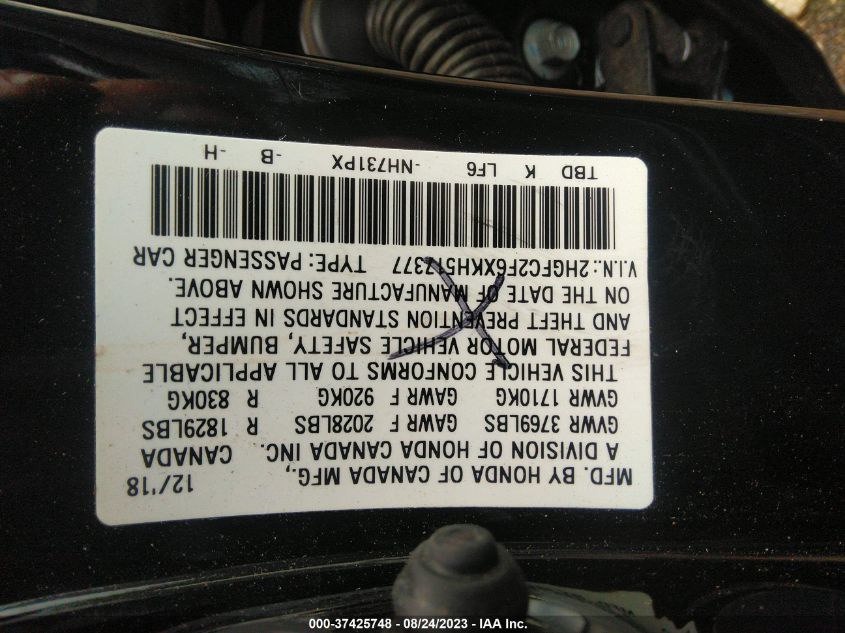 MFD. BY HONDA OF CANADA MFG., 12/'18
A DIVISION OF HONDA CANADA INC. CANADA
GVWR 3769LBS GAWR F 2028LBS R 1829LBS
GVWR 1710KG GAWR F 920KG R 830KG
THIS VEHICLE CONFORMS TO ALL APPLICABLE
FEDERAL MOTOR VEHICLE SAFETY, BUMPER,
AND THEFT PREVENTION STANDARDS IN EFFECT
ON THE DATE OF MANUFACTURE SHOWN ABOVE.
V.I.N.: 2HGFC2F6XKH517377 TYPE: PASSENGER CAR
TBD K LF6 -NH731PX -B -H
000-37425748 - 08/24/2023 - IAA Inc.